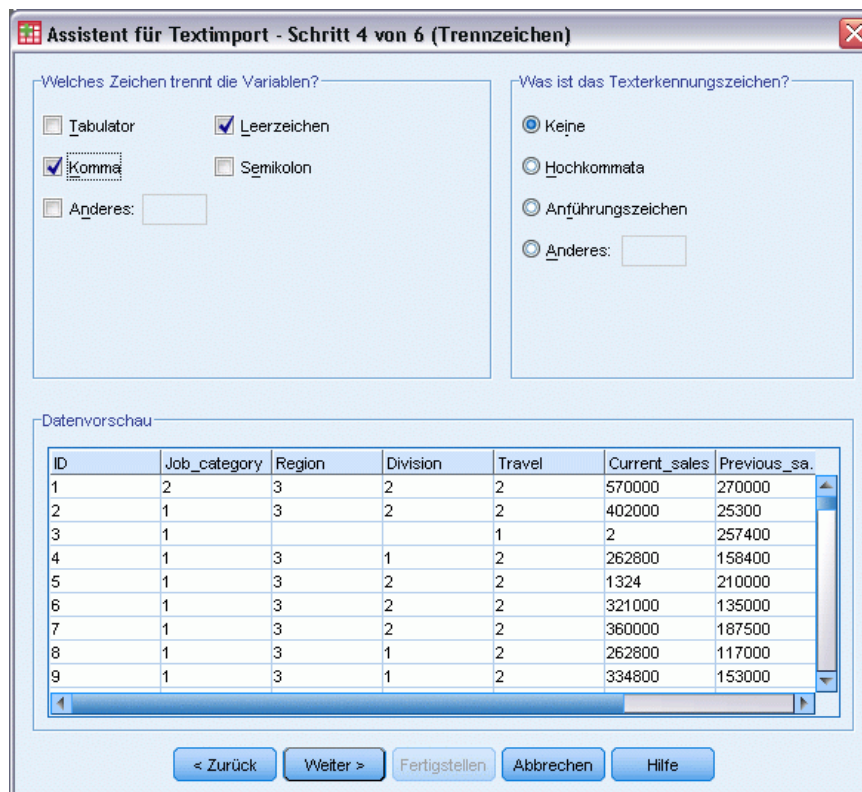 Assistent für Textimport - Schritt 4 von 6 (Trennzeichen)
Welches Zeichen trennt die Variablen?
Tabulator Leerzeichen
Komma Semikolon
Anderes:
Was ist das Texterkennungszeichen?
Keine
Hochkommata
Anführungszeichen
Anderes:
Datenvorschau
ID Job_category Region Division Travel Current_sales Previous_sa.
1 2 3 2 2 570000 270000
2 1 3 2 2 402000 25300
3 1 1 2 257400
4 1 3 1 2 262800 158400
5 1 3 2 2 1324 210000
6 1 3 2 2 321000 135000
7 1 3 2 2 360000 187500
8 1 3 1 2 262800 117000
9 1 3 1 2 334800 153000
< Zurück Weiter > Fertigstellen Abbrechen Hilfe